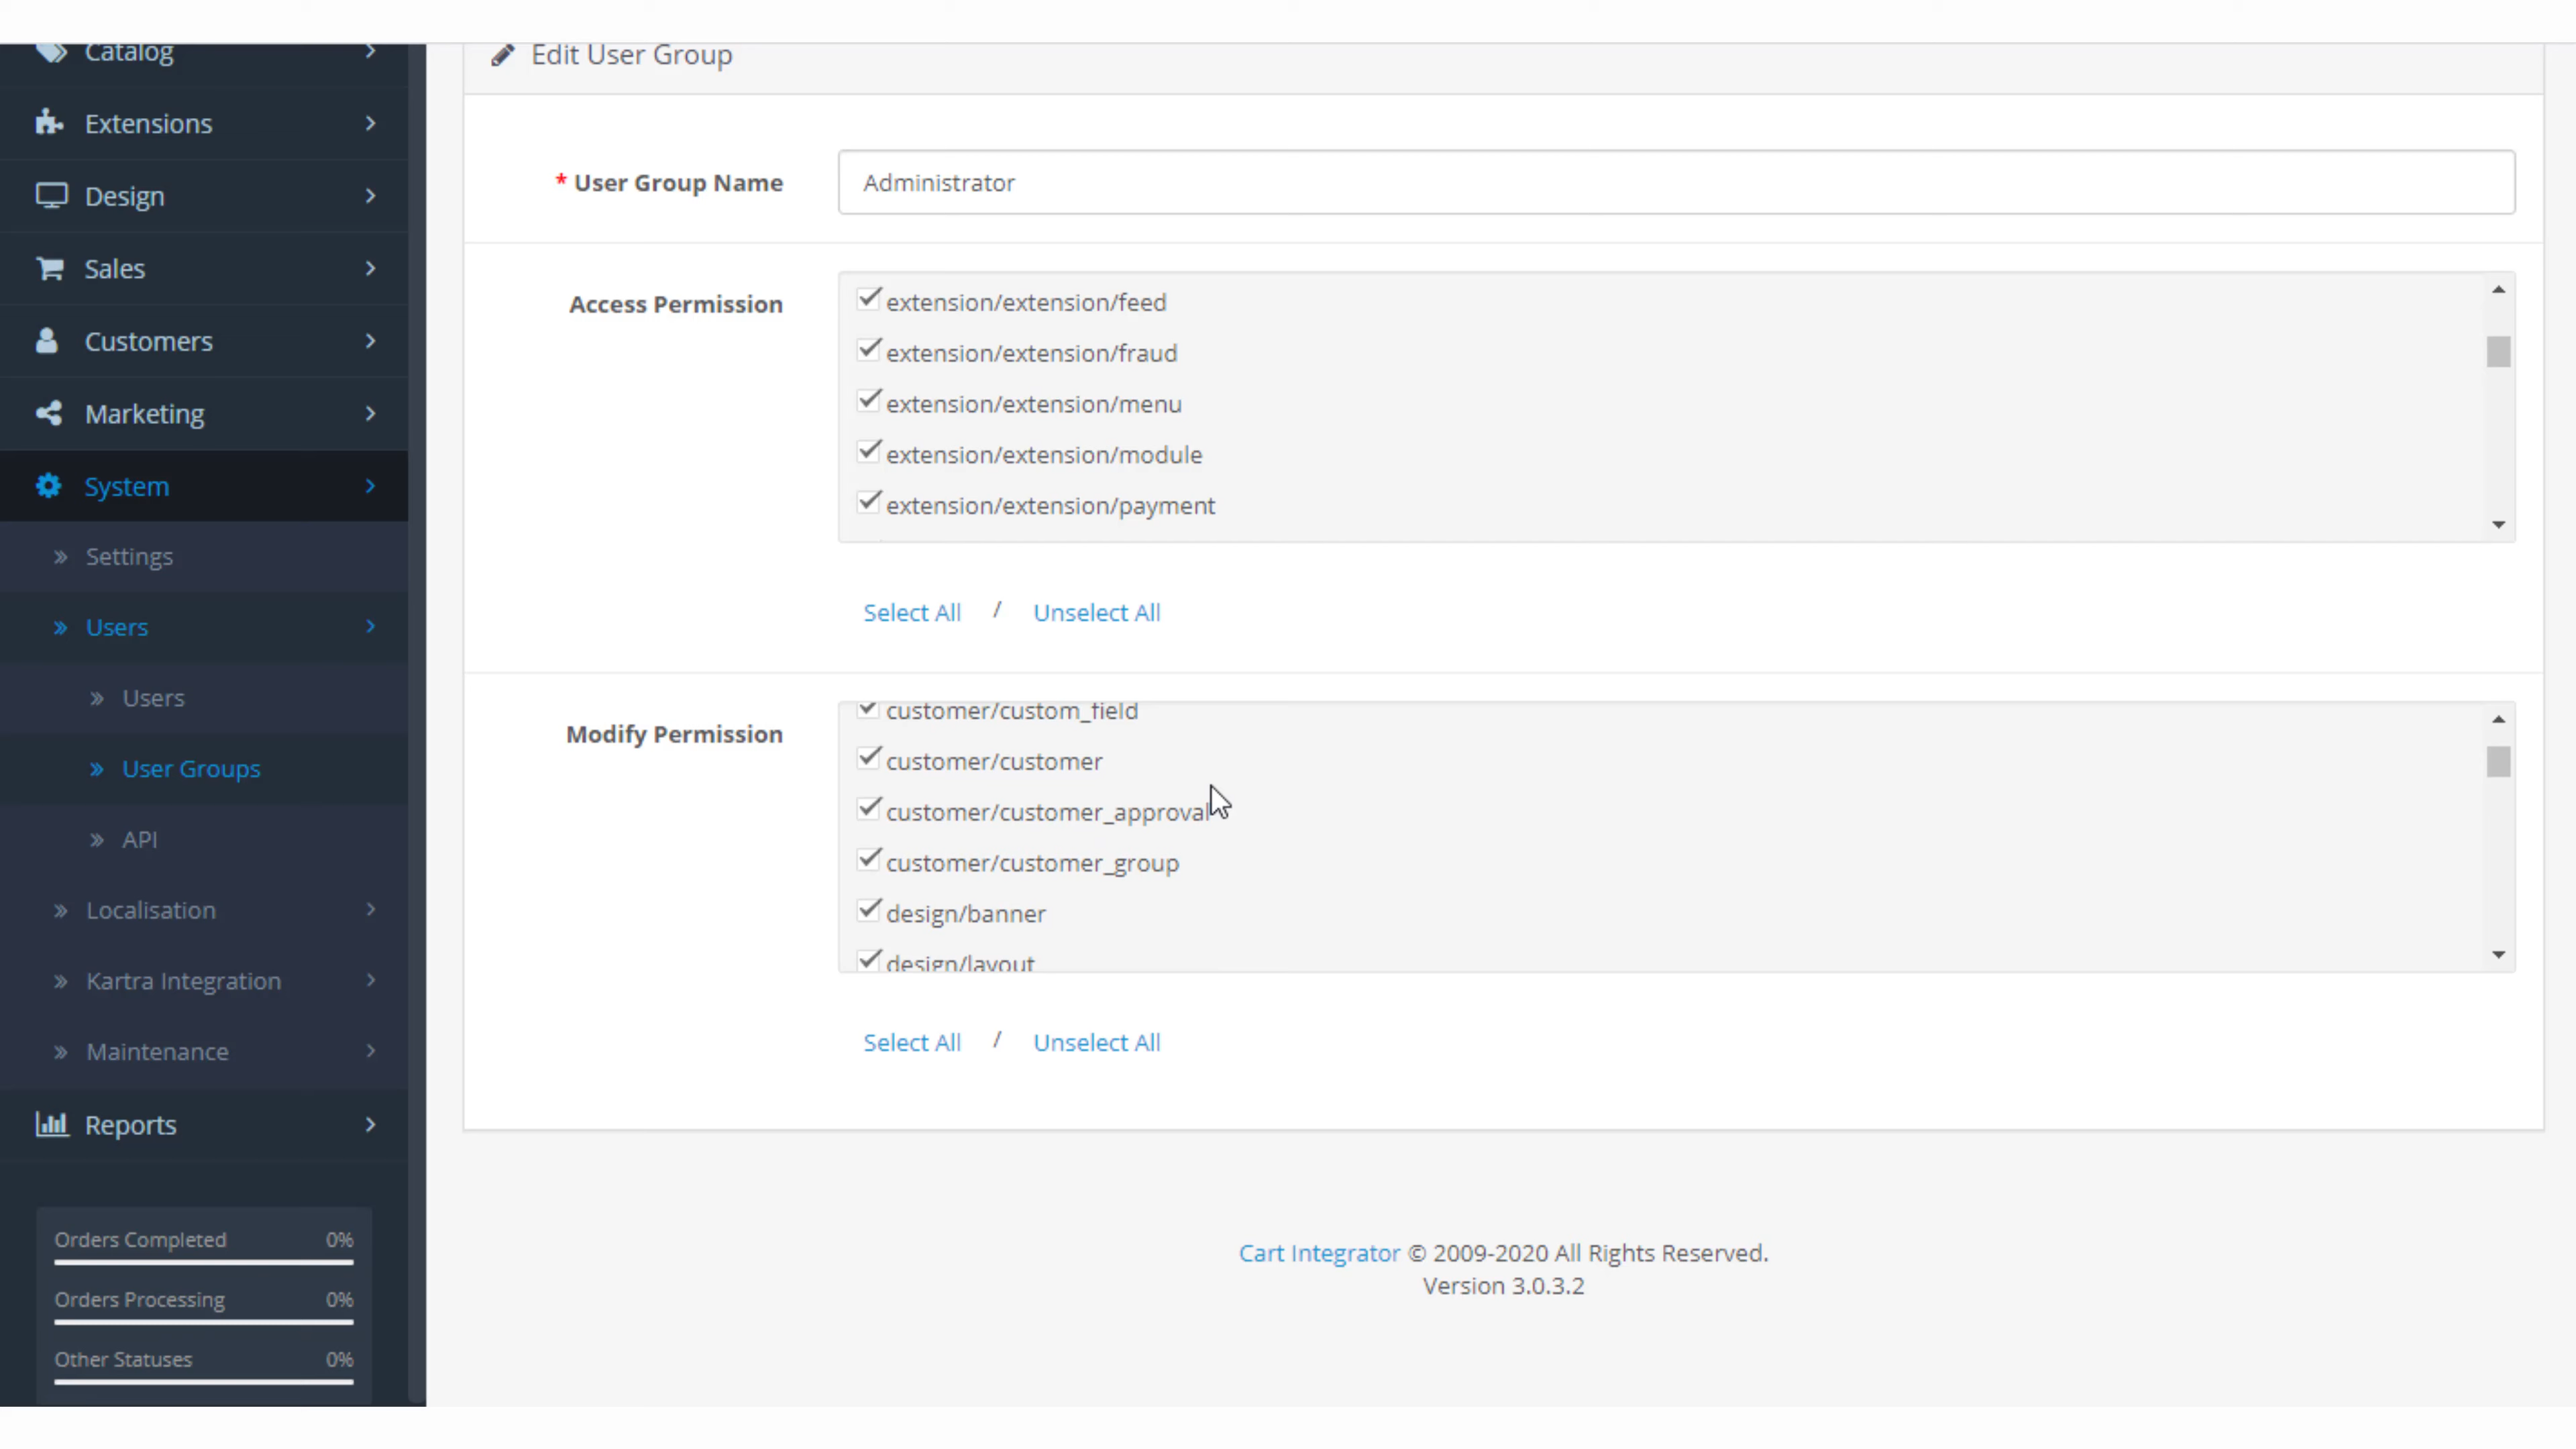 Catalog
Extensions
Design
Sales
Customers
Marketing
System
Settings
Users
Users
User Groups
API
Localisation
Kartra Integration
Maintenance
Reports
Orders Completed 0%
Orders Processing 0%
Other Statuses 0%
Edit User Group
* User Group Name
Administrator
Access Permission
extension/extension/feed
extension/extension/fraud
extension/extension/menu
extension/extension/module
extension/extension/payment
Select All / Unselect All
Modify Permission
customer/custom_field
customer/customer
customer/customer_approval
customer/customer_group
design/banner
design/layout
Select All / Unselect All
Cart Integrator © 2009-2020 All Rights Reserved.
Version 3.0.3.2